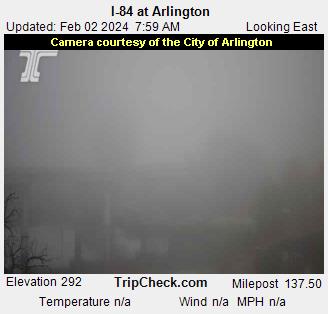 I-84 at Arlington
Updated: Feb 02 2024 7:59 AM Looking East
Camera courtesy of the City of Arlington
Elevation 292 TripCheck.com Milepost 137.50
Temperature n/a Wind n/a MPH n/a